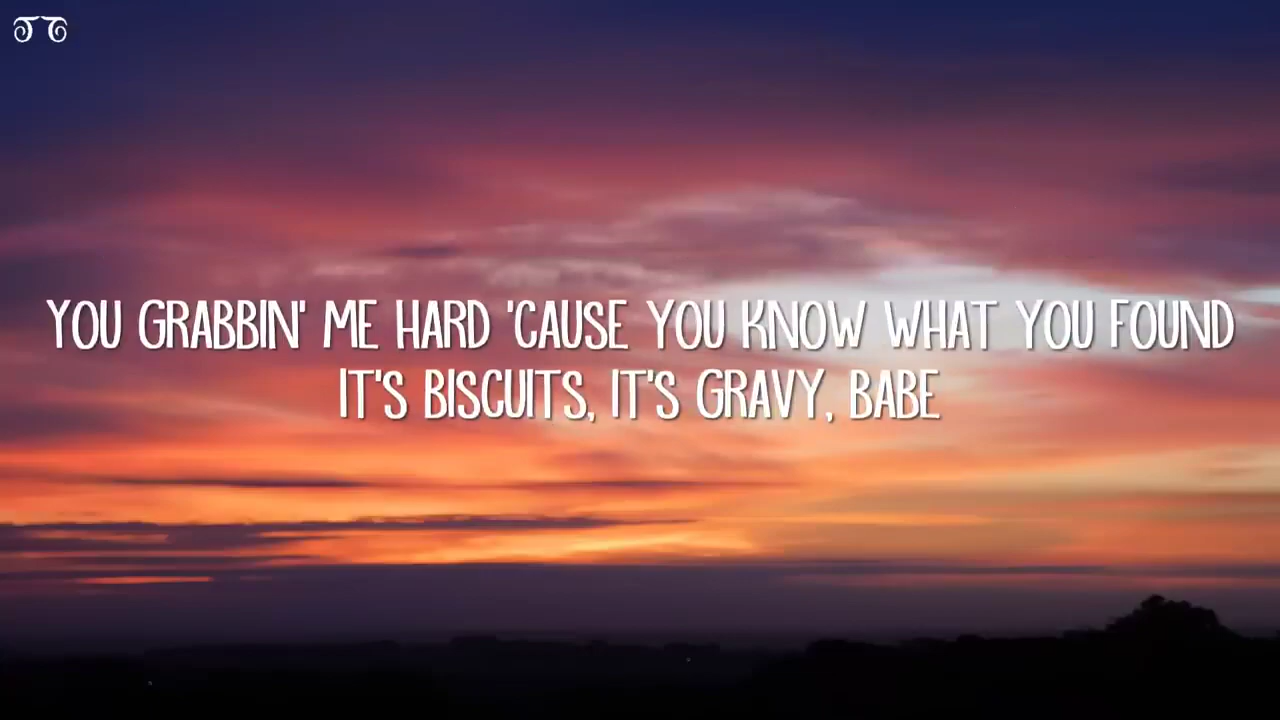 YOU GRABBIN' ME HARD 'CAUSE YOU KNOW WHAT YOU FOUND
IT'S BISCUITS, IT'S GRAVY, BABE